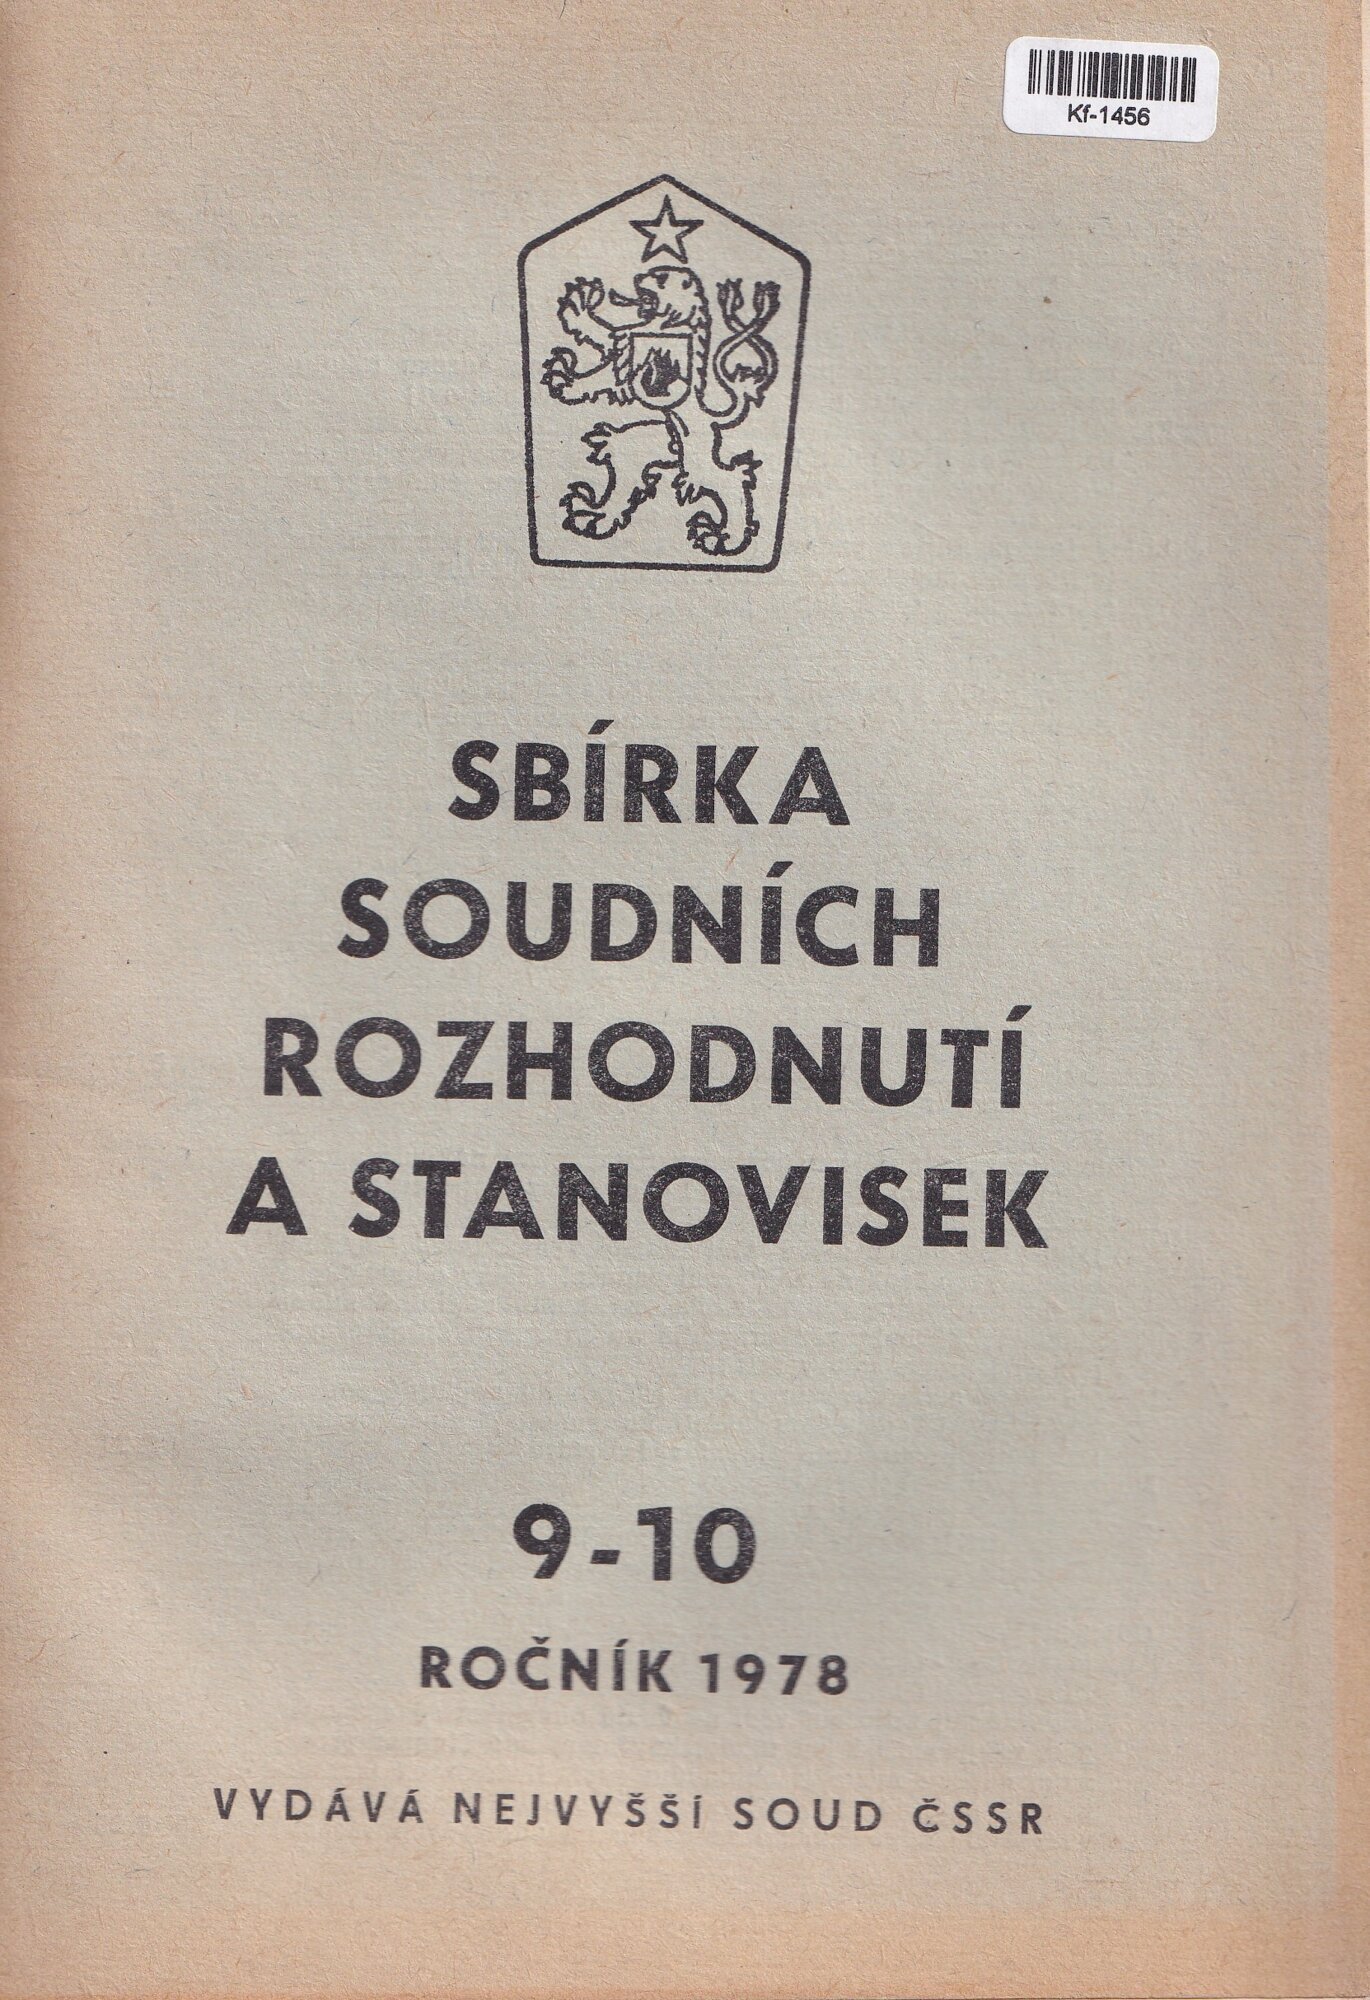 Kf-1456
SBÍRKA
SOUDNÍCH
ROZHODNUTÍ
A STANOVISEK
9-10
ROČNÍK 1978
VYDÁVÁ NEJVYŠŠÍ SOUD ČSSR